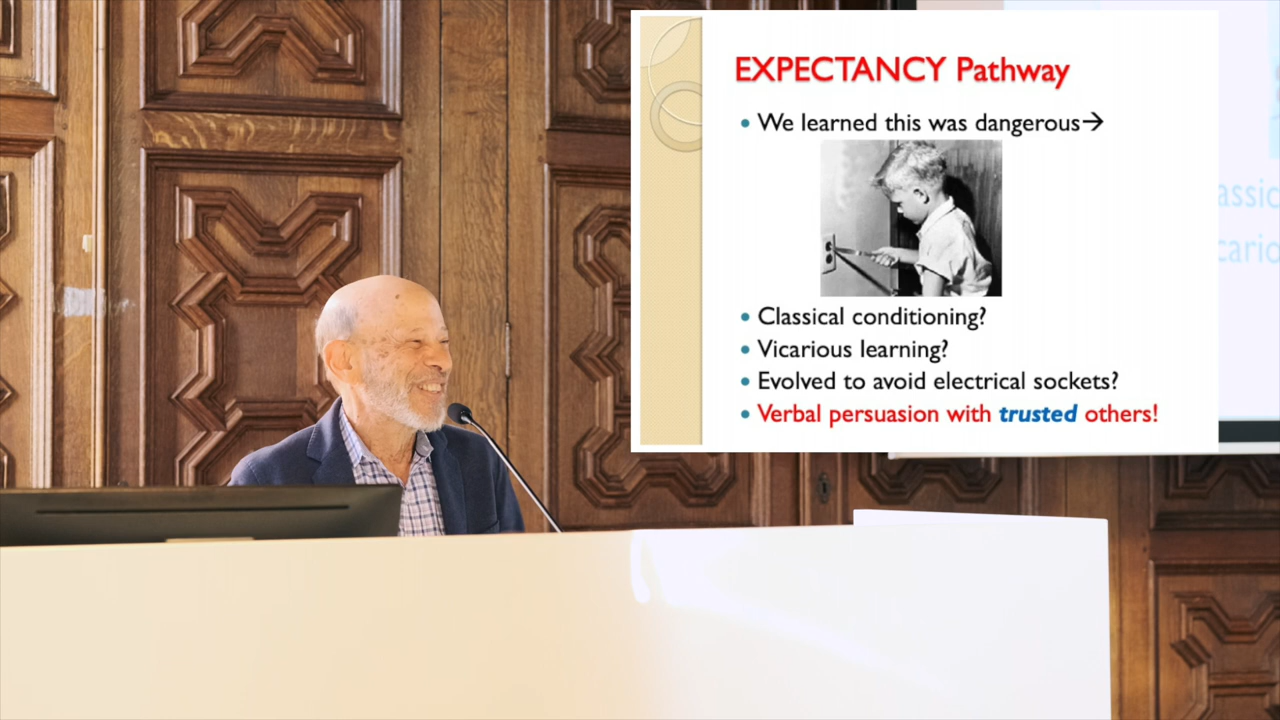 EXPECTANCY Pathway
• We learned this was dangerous→
• Classical conditioning?
• Vicarious learning?
• Evolved to avoid electrical sockets?
• Verbal persuasion with trusted others!